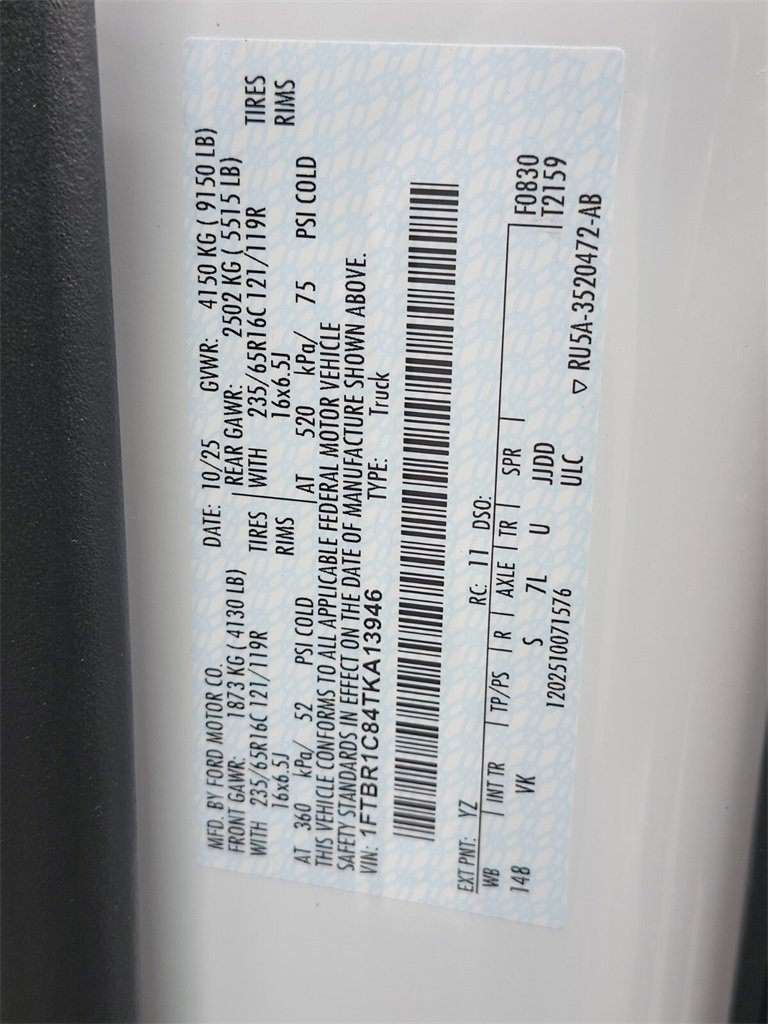 MFD. BY FORD MOTOR CO. DATE: 10/25 GVWR: 4150 KG ( 9150 LB)
FRONT GAWR: 1873 KG ( 4130 LB) REAR GAWR: 2502 KG ( 5515 LB)
WITH 235/65R16C 121/119R TIRES WITH 235/65R16C 121/119R TIRES
16x6.5J RIMS 16x6.5J RIMS
AT 360 kPa/ 52 PSI COLD AT 520 kPa/ 75 PSI COLD
THIS VEHICLE CONFORMS TO ALL APPLICABLE FEDERAL MOTOR VEHICLE
SAFETY STANDARDS IN EFFECT ON THE DATE OF MANUFACTURE SHOWN ABOVE.
VIN: 1FTBR1C84TKA13946 TYPE: Truck
EXT PNT: YZ RC: 11 DSO:
WB INT TR TP/PS R AXLE TR SPR F0830
148 VK S 7L U JJDD T2159
1202510071576 ULC
▽ RU5A-3520472-AB